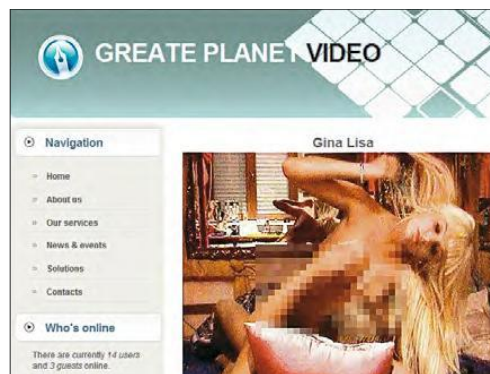 GREATE PLANET VIDEO
Navigation
Gina Lisa
Home
About us
Our services
News & events
Solutions
Contacts
Who's online
There are currently 14 users
and 3 guests online.